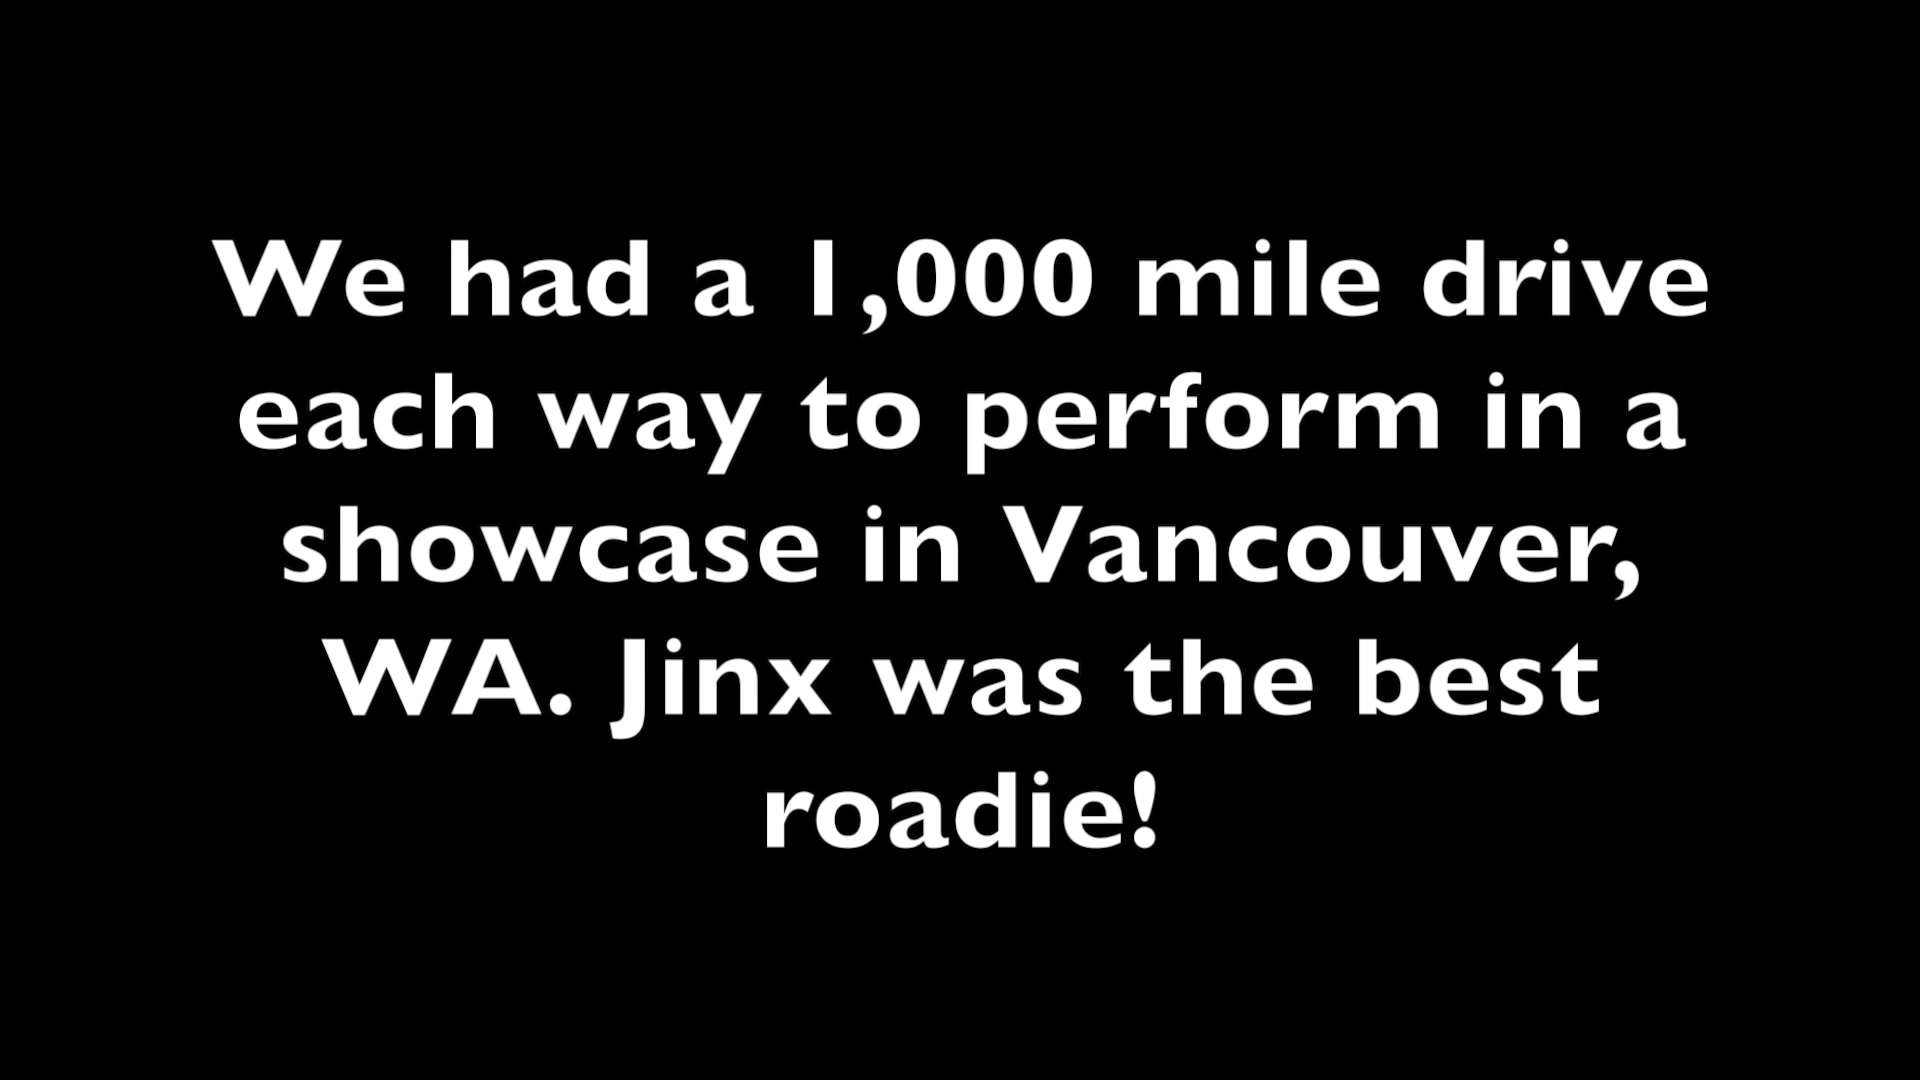 We had a 1,000 mile drive
each way to perform in a
showcase in Vancouver,
WA. Jinx was the best
roadie!